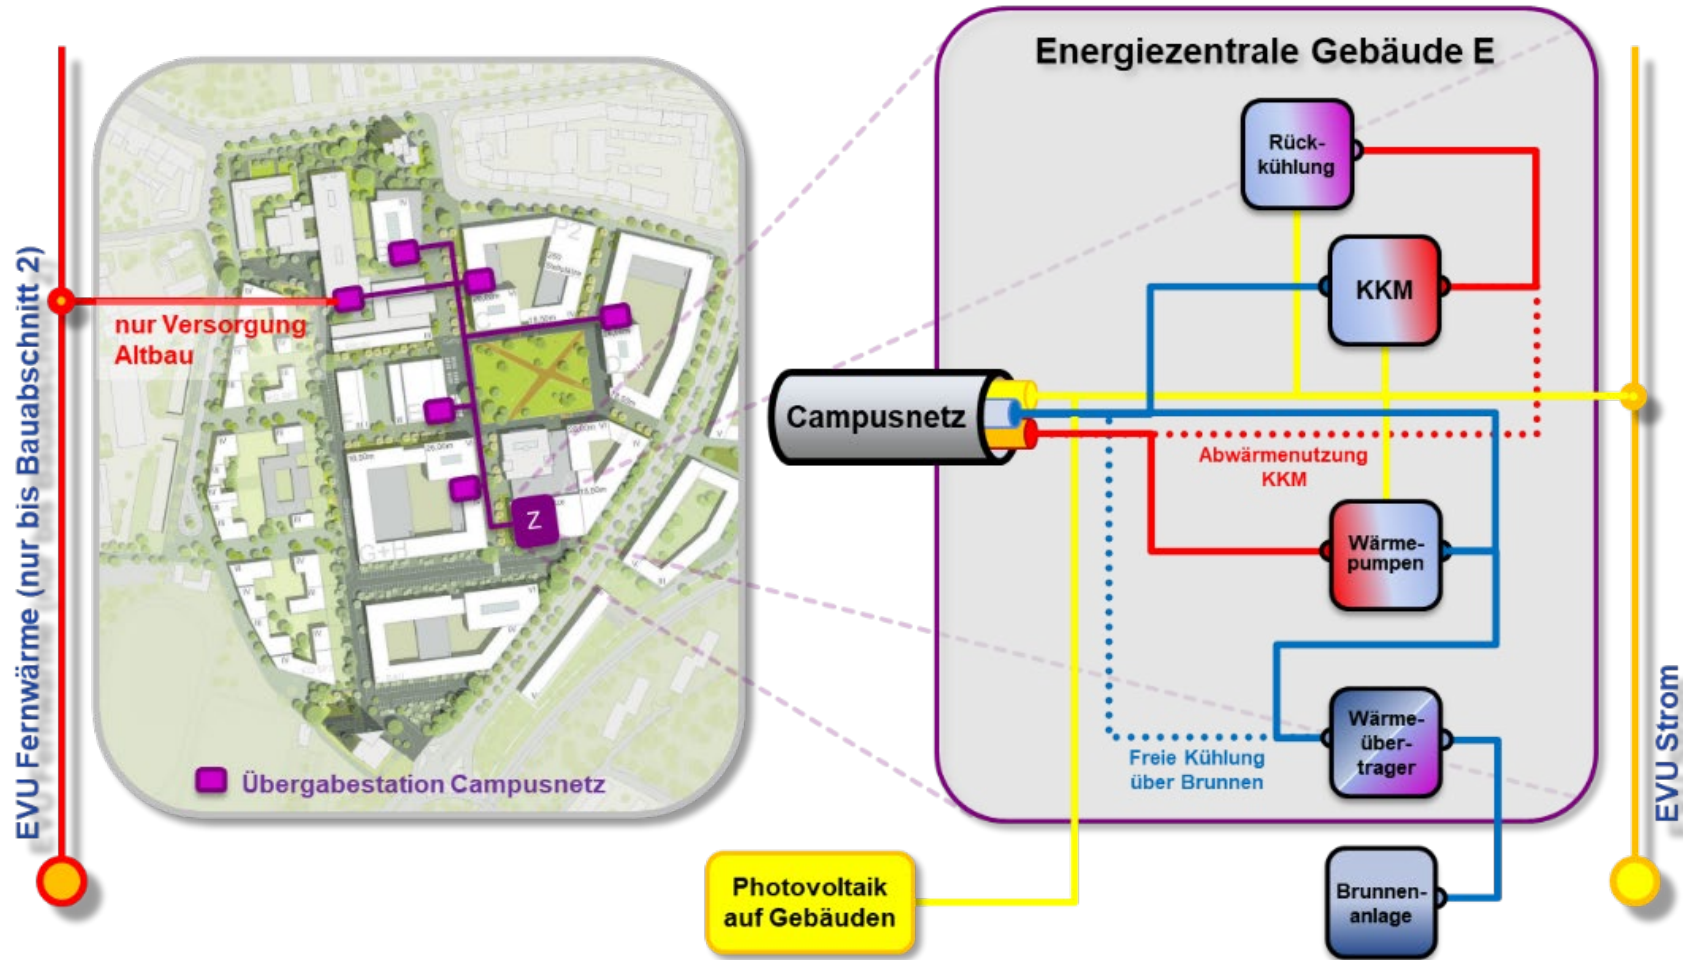 EVU Fernwärme (nur bis Bauabschnitt 2)
nur Versorgung
Altbau
P2
G+H
Z
Übergabestation Campusnetz
Energiezentrale Gebäude E
Rück-
kühlung
KKM
Campusnetz
Abwärmenutzung
KKM
Wärme-
pumpen
Wärme-
über-
trager
Freie Kühlung
über Brunnen
Photovoltaik
auf Gebäuden
Brunnen-
anlage
EVU Strom